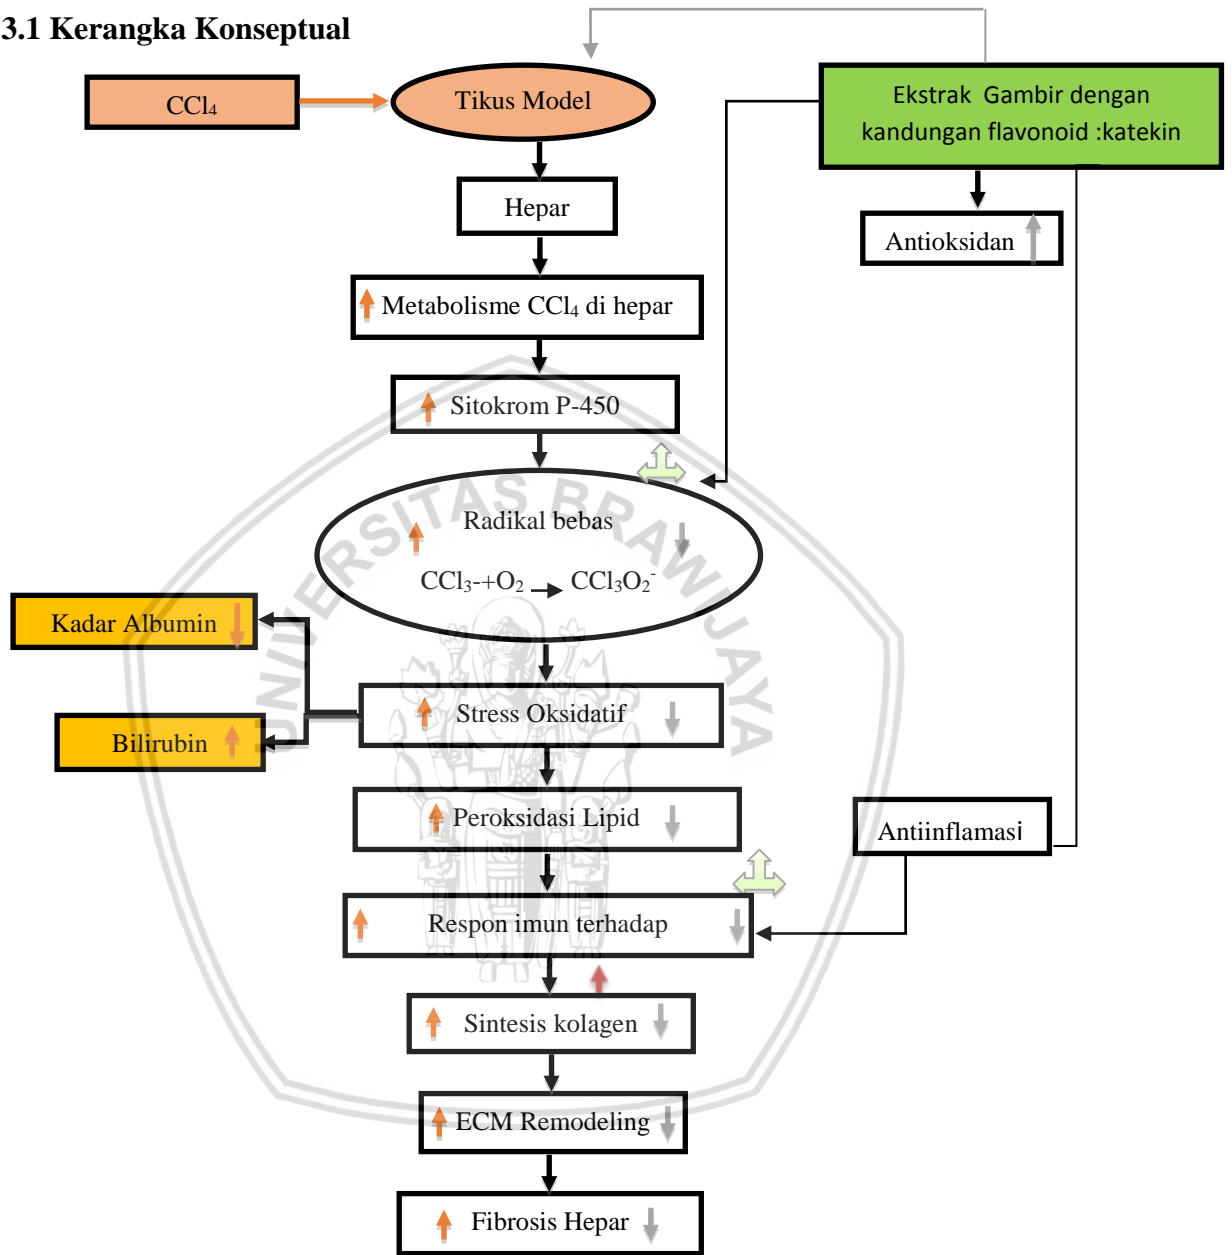 3.1 Kerangka Konseptual
CCl₄
Tikus Model
Ekstrak Gambir dengan
kandungan flavonoid :katekin
Hepar
Antioksidan
Metabolisme CCl₄ di hepar
Sitokrom P-450
Radikal bebas
CCl₃-+O₂ → CCl₃O₂⁻
Kadar Albumin
Stress Oksidatif
Bilirubin
Peroksidasi Lipid
Antiinflamasi
Respon imun terhadap
Sintesis kolagen
ECM Remodeling
Fibrosis Hepar
UNIVERSITAS BRAWIJAYA